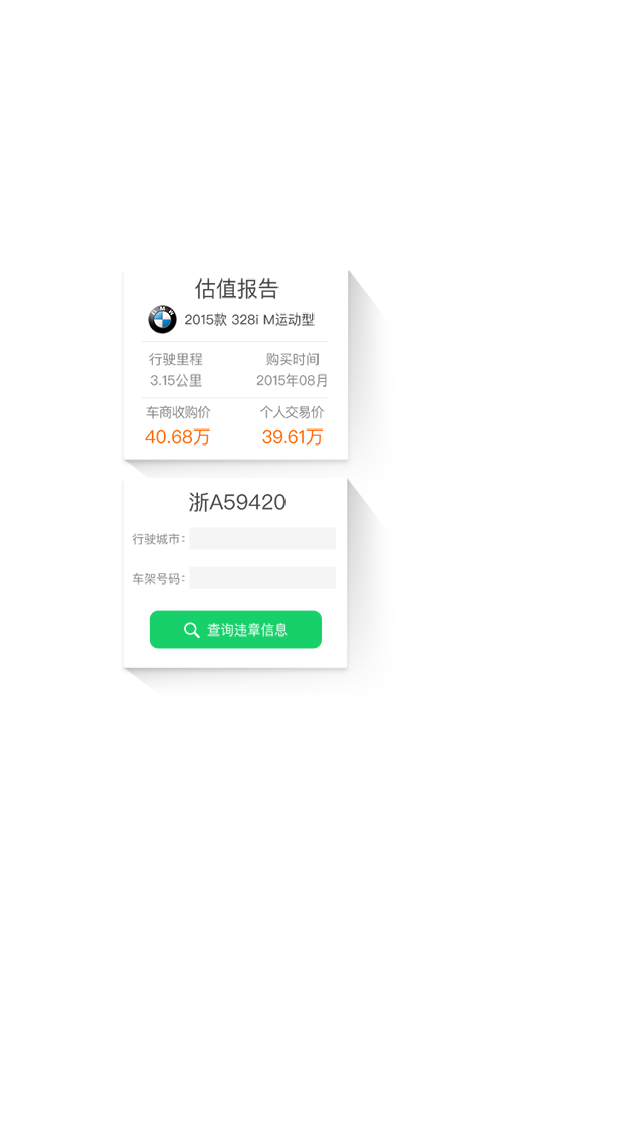 估值报告
BMW
2015款 328i M运动型
行驶里程 购买时间
3.15公里 2015年08月
车商收购价 个人交易价
40.68万 39.61万
浙A59420
行驶城市:
车架号码:
查询违章信息